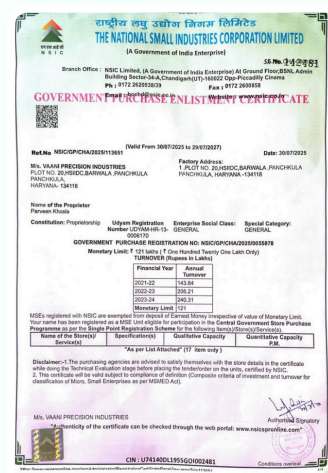 राष्ट्रीय लघु उद्योग निगम लिमिटेड
THE NATIONAL SMALL INDUSTRIES CORPORATION LIMITED
(A Government of India Enterprise)
NSIC
Branch Office : NSIC Limited, (A Government of India Enterprise) At Ground Floor,BSNL Admin
Building Sector-34-A,Chandigarh(UT)-160022 Opp-Piccadily Cinema
Ph : 0172 2620538/39 Fax : 0172 2600858
GOVERNMENT PURCHASE ENLISTMENT CERTIFICATE
(Valid From 30/07/2025 to 29/07/2027)
Ref.No NSIC/GP/CHA/2025/113651 Date: 30/07/2025
M/s. VAANI PRECISION INDUSTRIES
PLOT NO. 20,HSIIDC,BARWALA ,PANCHKULA
PANCHKULA,
HARYANA- 134118
Factory Address:
1 .PLOT NO. 20,HSIIDC,BARWALA ,PANCHKULA
PANCHKULA, HARYANA -134118
Name of the Proprietor
Parveen Khosla
Constitution: Proprietorship Udyam Registration Number UDYAM-HR-13-0006170 Enterprise Social Class: GENERAL Special Category: GENERAL
GOVERNMENT PURCHASE REGISTRATION NO: NSIC/GP/CHA/2025/0055878
Monetary Limit: ₹ 121 lakhs ( ₹ One Hundred Twenty One Lakh Only)
TURNOVER (Rupees in Lakhs)
Financial Year Annual Turnover
2021-22 143.84
2022-23 206.21
2023-24 240.31
Monetary Limit 121
MSEs registered with NSIC are exempted from deposit of Earnest Money irrespective of value of Monetary Limit.
Your name has been registered as a MSE Unit eligible for participation in the Central Government Store Purchase
Programme as per the Single Point Registration Scheme for the following Item(s)/Store(s)/Service(s).
Name of the Store(s)/ Service(s) Specification(s) Qualitative Capacity Quantitative Capacity P.M.
"As per List Attached" (17 item only )
Disclaimer:-1.The purchasing agencies are advised to satisfy themselves with the store details in the certificate
while doing the Technical Evaluation stage before placing the tender/order on the units, certified by NSIC.
2. This certificate will be valid subject to compliance of definition (Composite criteria of investment and turnover for
classification of Micro, Small Enterprises as per MSMED Act).
M/s. VAANI PRECISION INDUSTRIES
Authorised Signatory
"Authenticity of the certificate can be checked through the web portal: www.nsicspronline.com"
CIN : U74140DL1955GOI002481
Conditions overleaf